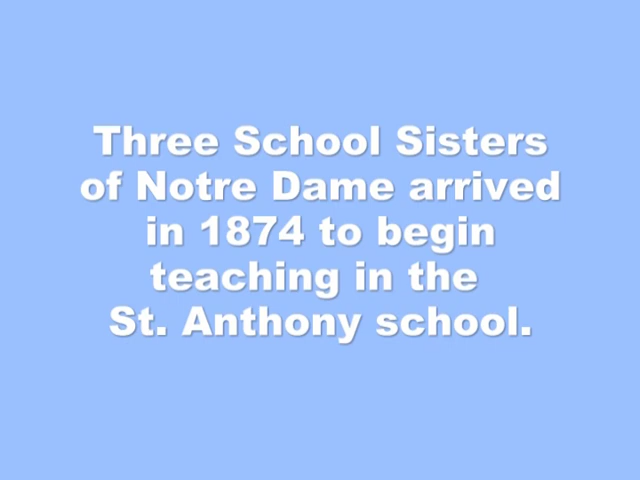 Three School Sisters
of Notre Dame arrived
in 1874 to begin
teaching in the
St. Anthony school.